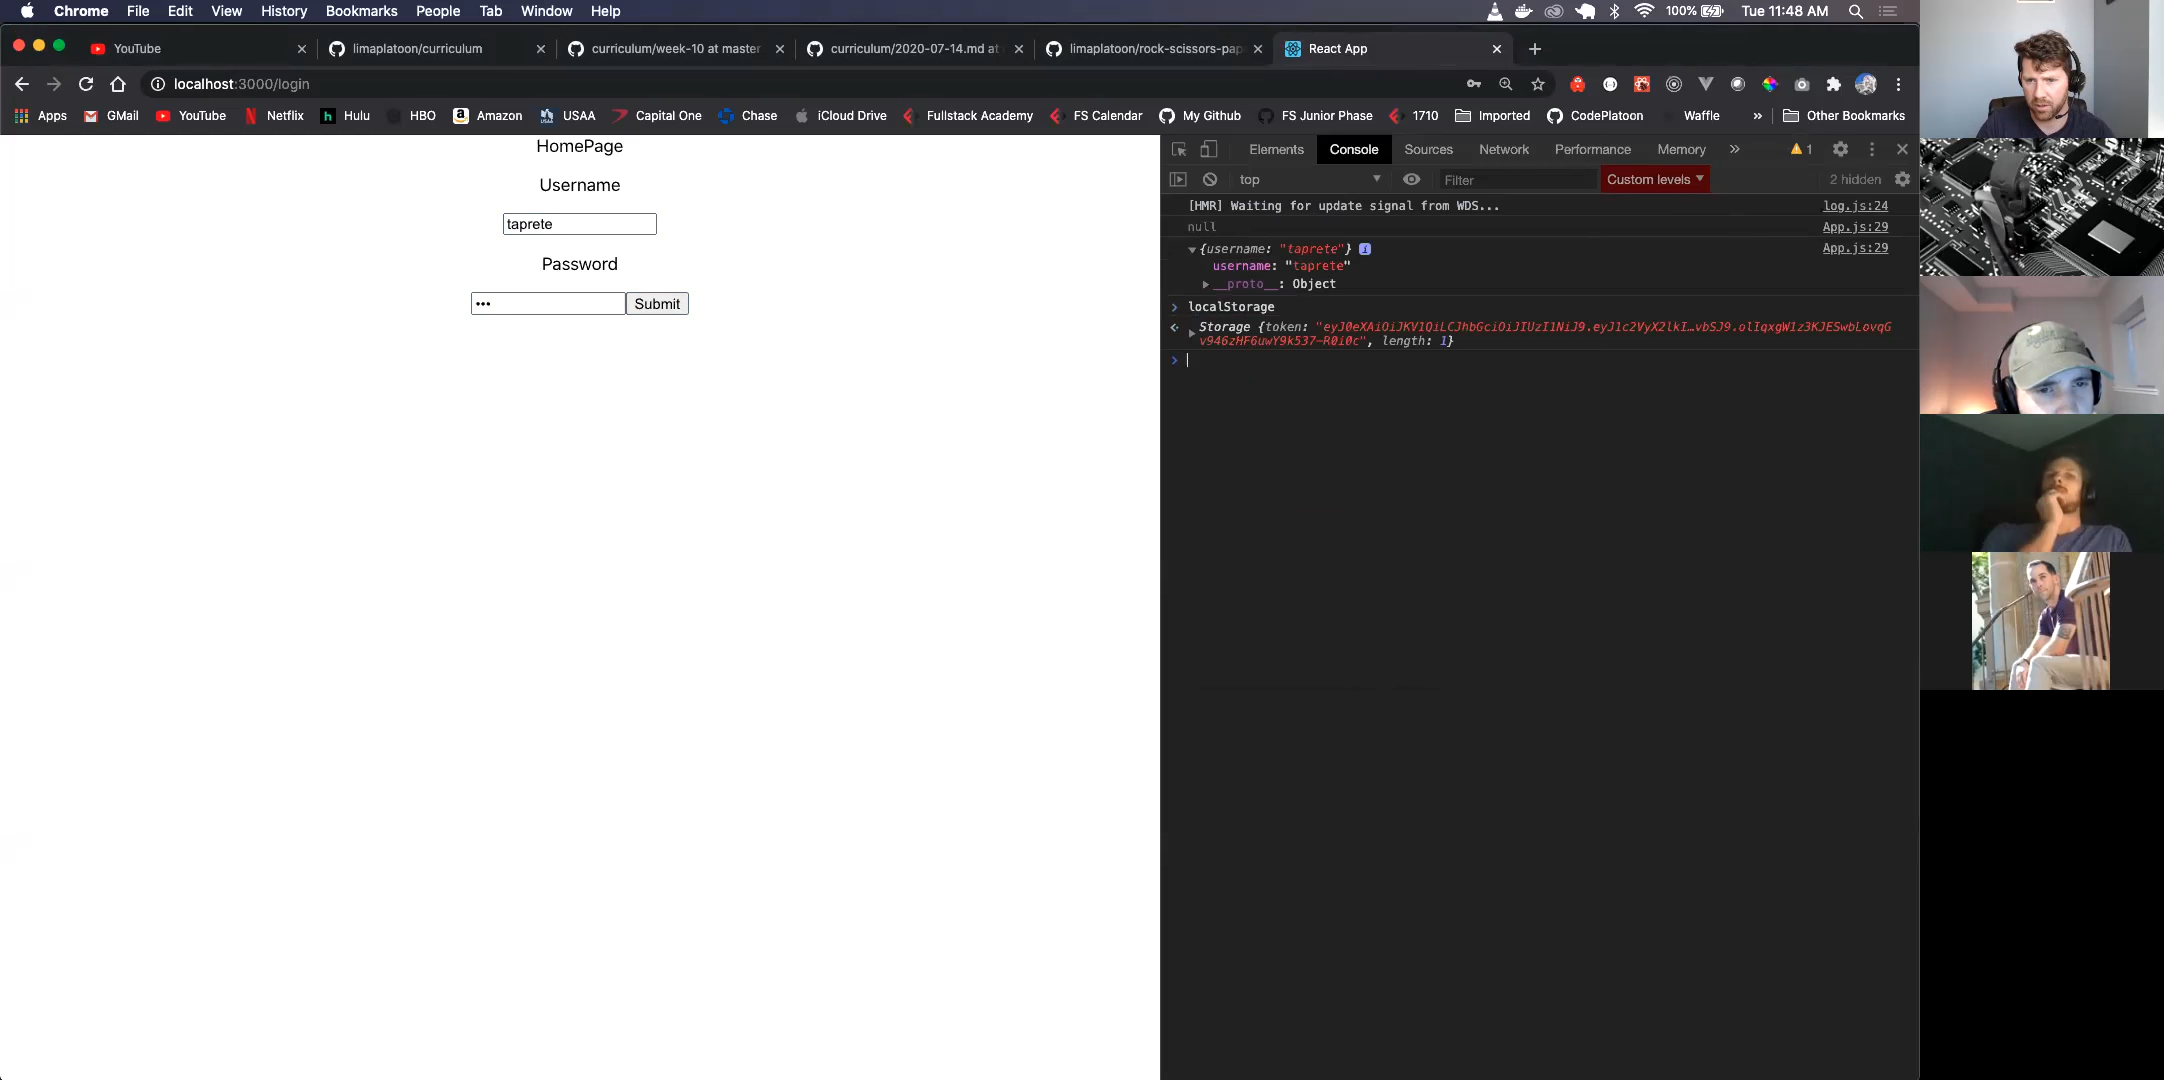 Chrome File Edit View History Bookmarks People Tab Window Help 100% Tue 11:48 AM
YouTube limaplatoon/curriculum curriculum/week-10 at master curriculum/2020-07-14.md at limaplatoon/rock-scissors-pap React App
localhost:3000/login
Apps GMail YouTube Netflix Hulu HBO Amazon USAA Capital One Chase iCloud Drive Fullstack Academy FS Calendar My Github FS Junior Phase 1710 Imported CodePlatoon Waffle » Other Bookmarks
HomePage
Username
taprete
Password
••• Submit
Elements Console Sources Network Performance Memory » 1
top Filter Custom levels 2 hidden
[HMR] Waiting for update signal from WDS... log.js:24
null App.js:29
{username: "taprete"} App.js:29
username: "taprete"
__proto__: Object
localStorage
Storage {token: "eyJ0eXAiOiJKV1QiLCJhbGciOiJIUzI1NiJ9.eyJ1c2VyX2lkI…vbSJ9.olIqxgW1z3KJESwbLovqG
v946zHF6uwY9k537-R0i0c", length: 1}